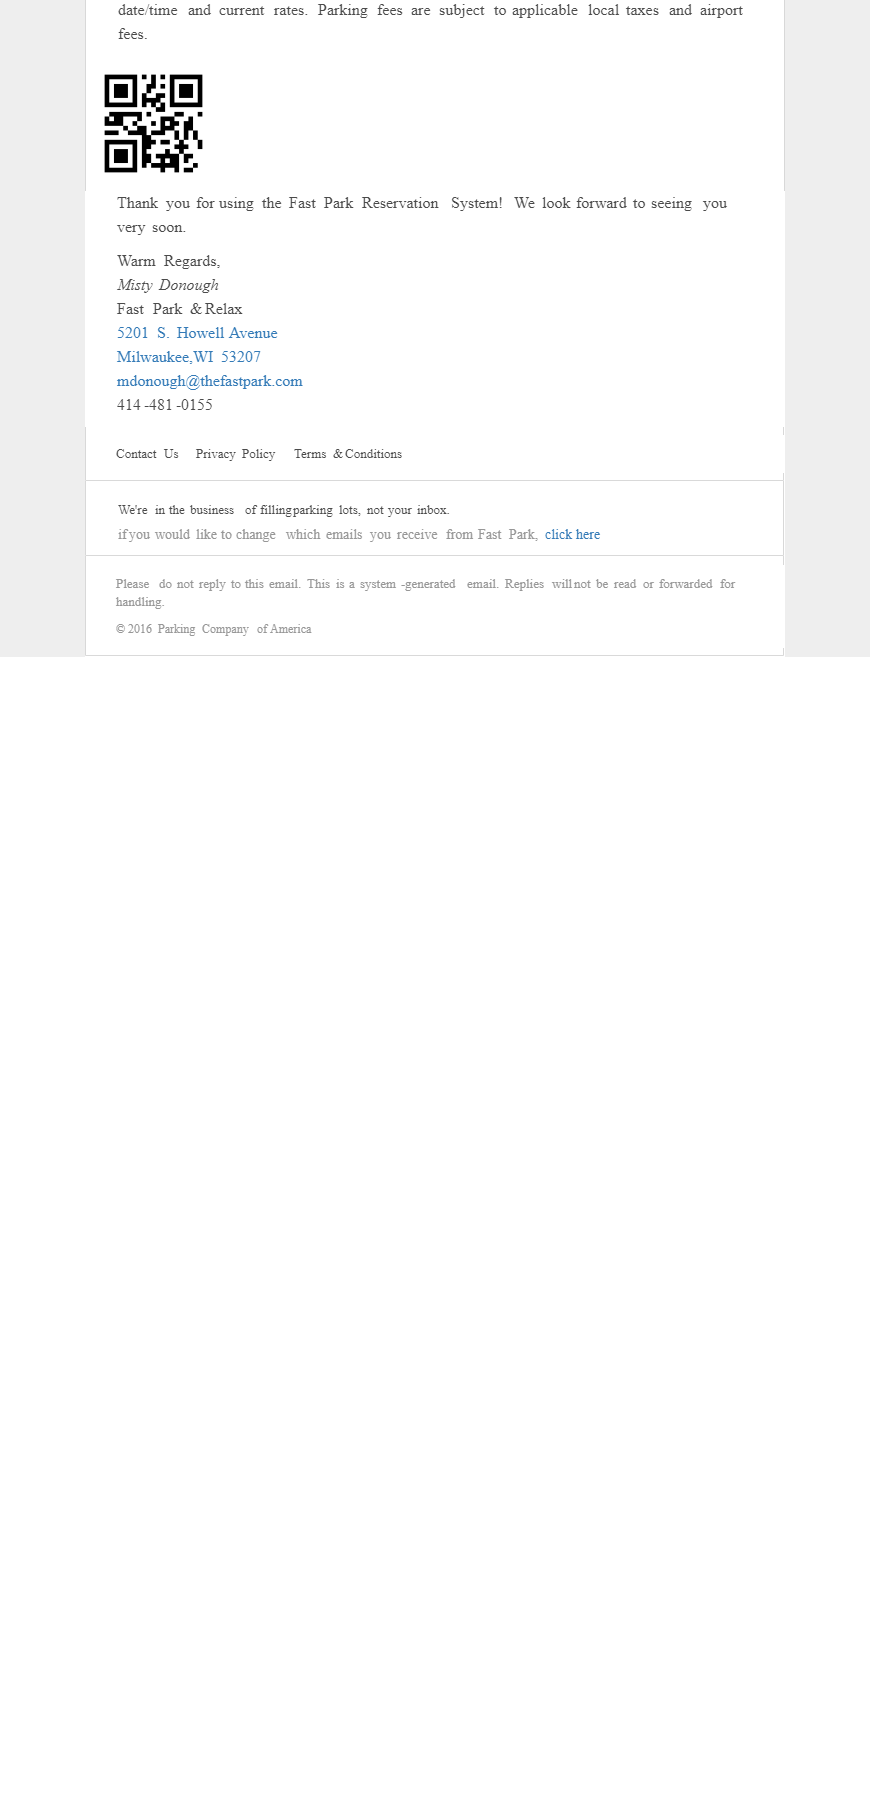 date/time and current rates. Parking fees are subject to applicable local taxes and airport
fees.
Thank you for using the Fast Park Reservation System! We look forward to seeing you
very soon.
Warm Regards,
Misty Donough
Fast Park & Relax
5201 S. Howell Avenue
Milwaukee,WI 53207
mdonough@thefastpark.com
414-481-0155
Contact Us Privacy Policy Terms & Conditions
We're in the business of filling parking lots, not your inbox.
if you would like to change which emails you receive from Fast Park, click here
Please do not reply to this email. This is a system-generated email. Replies will not be read or forwarded for
handling.
© 2016 Parking Company of America